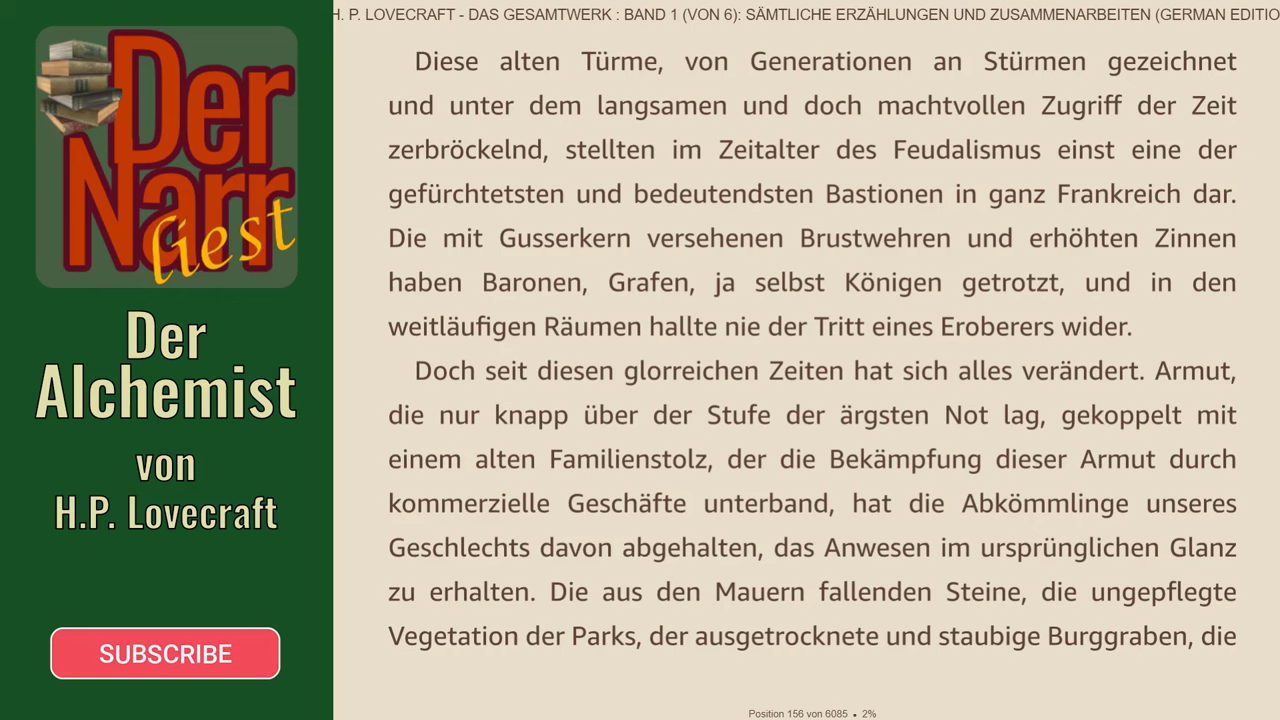 H. P. LOVECRAFT - DAS GESAMTWERK : BAND 1 (VON 6): SÄMTLICHE ERZÄHLUNGEN UND ZUSAMMENARBEITEN (GERMAN EDITIO
Der
Narr
liest
Der
Alchemist
von
H.P. Lovecraft
SUBSCRIBE
Diese alten Türme, von Generationen an Stürmen gezeichnet
und unter dem langsamen und doch machtvollen Zugriff der Zeit
zerbröckelnd, stellten im Zeitalter des Feudalismus einst eine der
gefürchtetsten und bedeutendsten Bastionen in ganz Frankreich dar.
Die mit Gusserkern versehenen Brustwehren und erhöhten Zinnen
haben Baronen, Grafen, ja selbst Königen getrotzt, und in den
weitläufigen Räumen hallte nie der Tritt eines Eroberers wider.
Doch seit diesen glorreichen Zeiten hat sich alles verändert. Armut,
die nur knapp über der Stufe der ärgsten Not lag, gekoppelt mit
einem alten Familienstolz, der die Bekämpfung dieser Armut durch
kommerzielle Geschäfte unterband, hat die Abkömmlinge unseres
Geschlechts davon abgehalten, das Anwesen im ursprünglichen Glanz
zu erhalten. Die aus den Mauern fallenden Steine, die ungepflegte
Vegetation der Parks, der ausgetrocknete und staubige Burggraben, die
Position 156 von 6085 • 2%